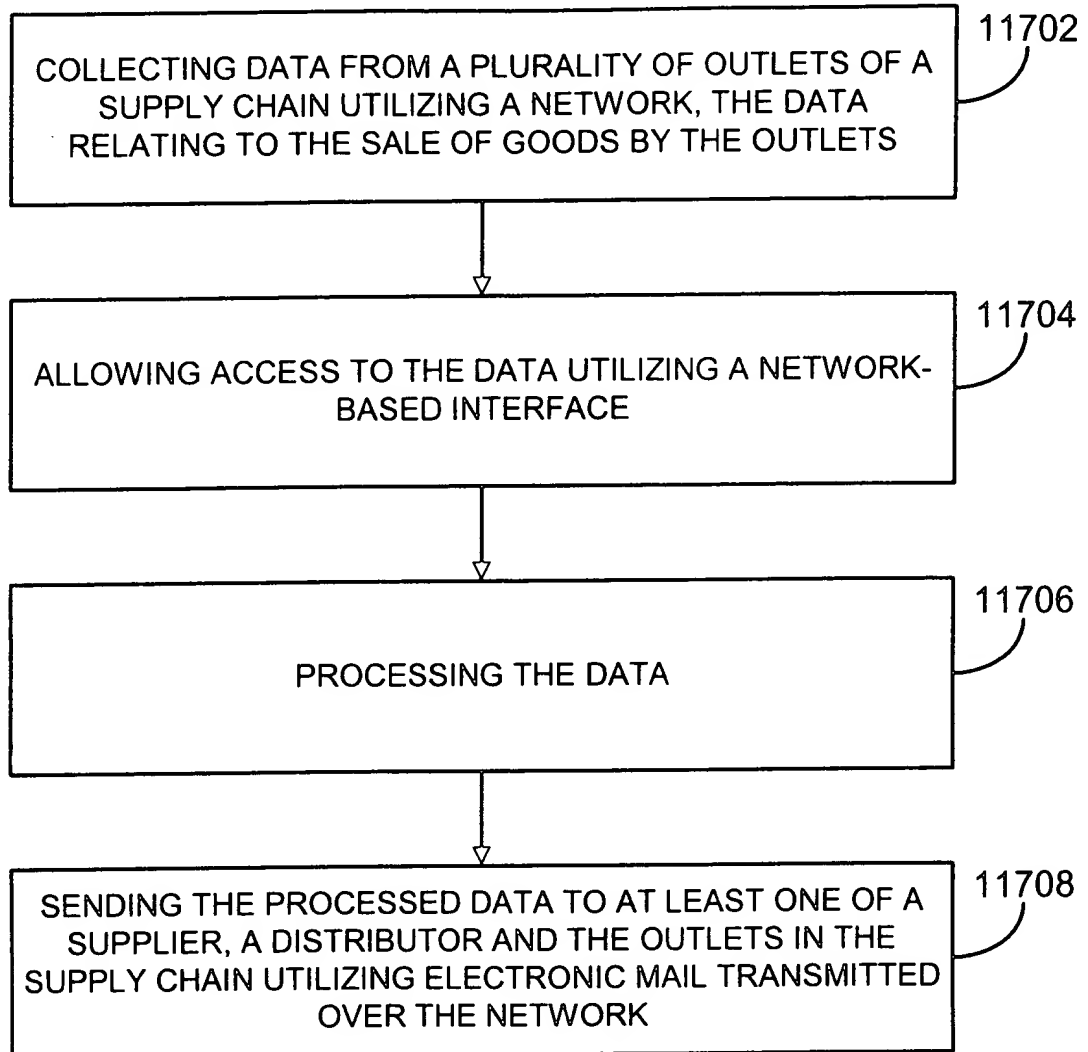 11702
COLLECTING DATA FROM A PLURALITY OF OUTLETS OF A
SUPPLY CHAIN UTILIZING A NETWORK, THE DATA
RELATING TO THE SALE OF GOODS BY THE OUTLETS
11704
ALLOWING ACCESS TO THE DATA UTILIZING A NETWORK-
BASED INTERFACE
11706
PROCESSING THE DATA
11708
SENDING THE PROCESSED DATA TO AT LEAST ONE OF A
SUPPLIER, A DISTRIBUTOR AND THE OUTLETS IN THE
SUPPLY CHAIN UTILIZING ELECTRONIC MAIL TRANSMITTED
OVER THE NETWORK